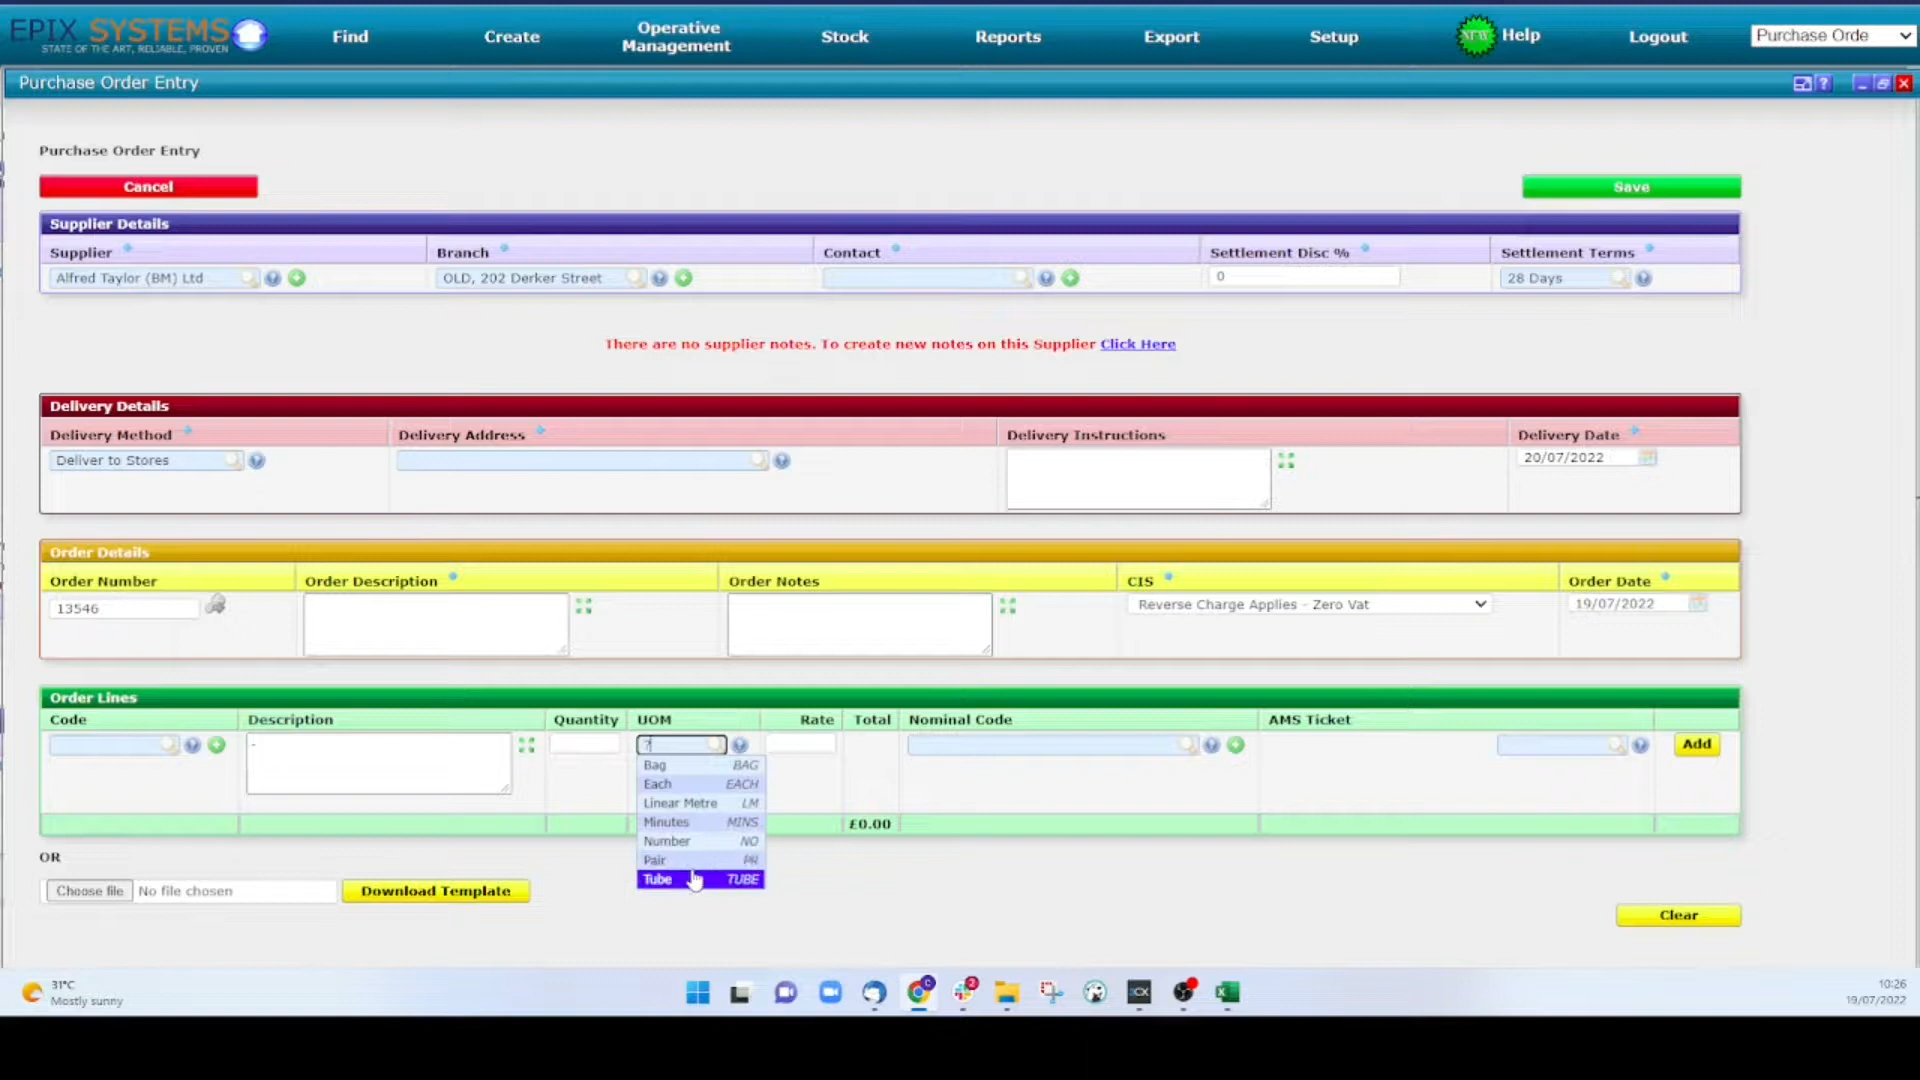 EPIX SYSTEMS
STATE OF THE ART, RELIABLE, PROVEN
Find
Create
Operative
Management
Stock
Reports
Export
Setup
NEW Help
Logout
Purchase Orde
Purchase Order Entry
Purchase Order Entry
Cancel
Save
Supplier Details
Supplier
Branch
Contact
Settlement Disc %
Settlement Terms
Alfred Taylor (BM) Ltd
OLD, 202 Derker Street
0
28 Days
There are no supplier notes. To create new notes on this Supplier Click Here
Delivery Details
Delivery Method
Delivery Address
Delivery Instructions
Delivery Date
Deliver to Stores
20/07/2022
Order Details
Order Number
Order Description
Order Notes
CIS
Order Date
13546
Reverse Charge Applies - Zero Vat
19/07/2022
Order Lines
Code
Description
Quantity
UOM
Rate
Total
Nominal Code
AMS Ticket
-
?
Add
Bag BAG
Each EACH
Linear Metre LM
Minutes MINS
Number NO
Pair PR
Tube TUBE
£0.00
OR
Choose file No file chosen
Download Template
Clear
31°C
Mostly sunny
10:26
19/07/2022